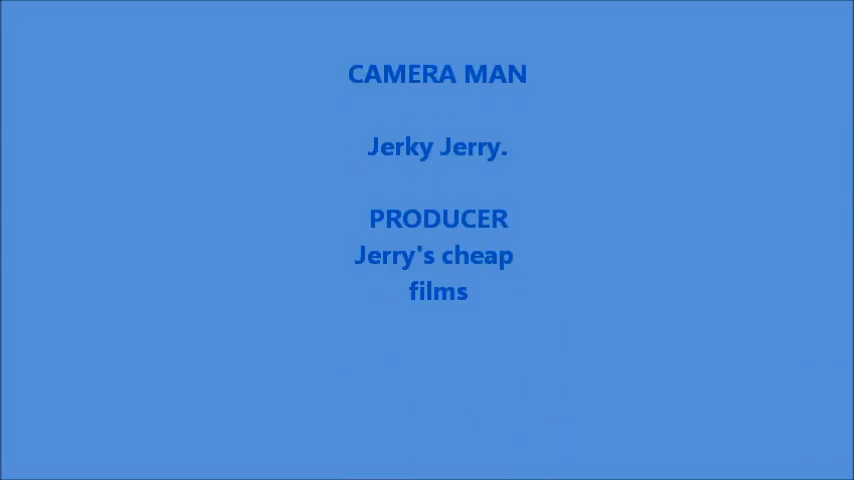 CAMERA MAN
Jerky Jerry.
PRODUCER
Jerry's cheap
films